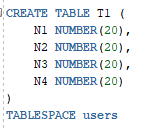 CREATE TABLE T1 (
N1 NUMBER(20),
N2 NUMBER(20),
N3 NUMBER(20),
N4 NUMBER(20)
)
TABLESPACE users